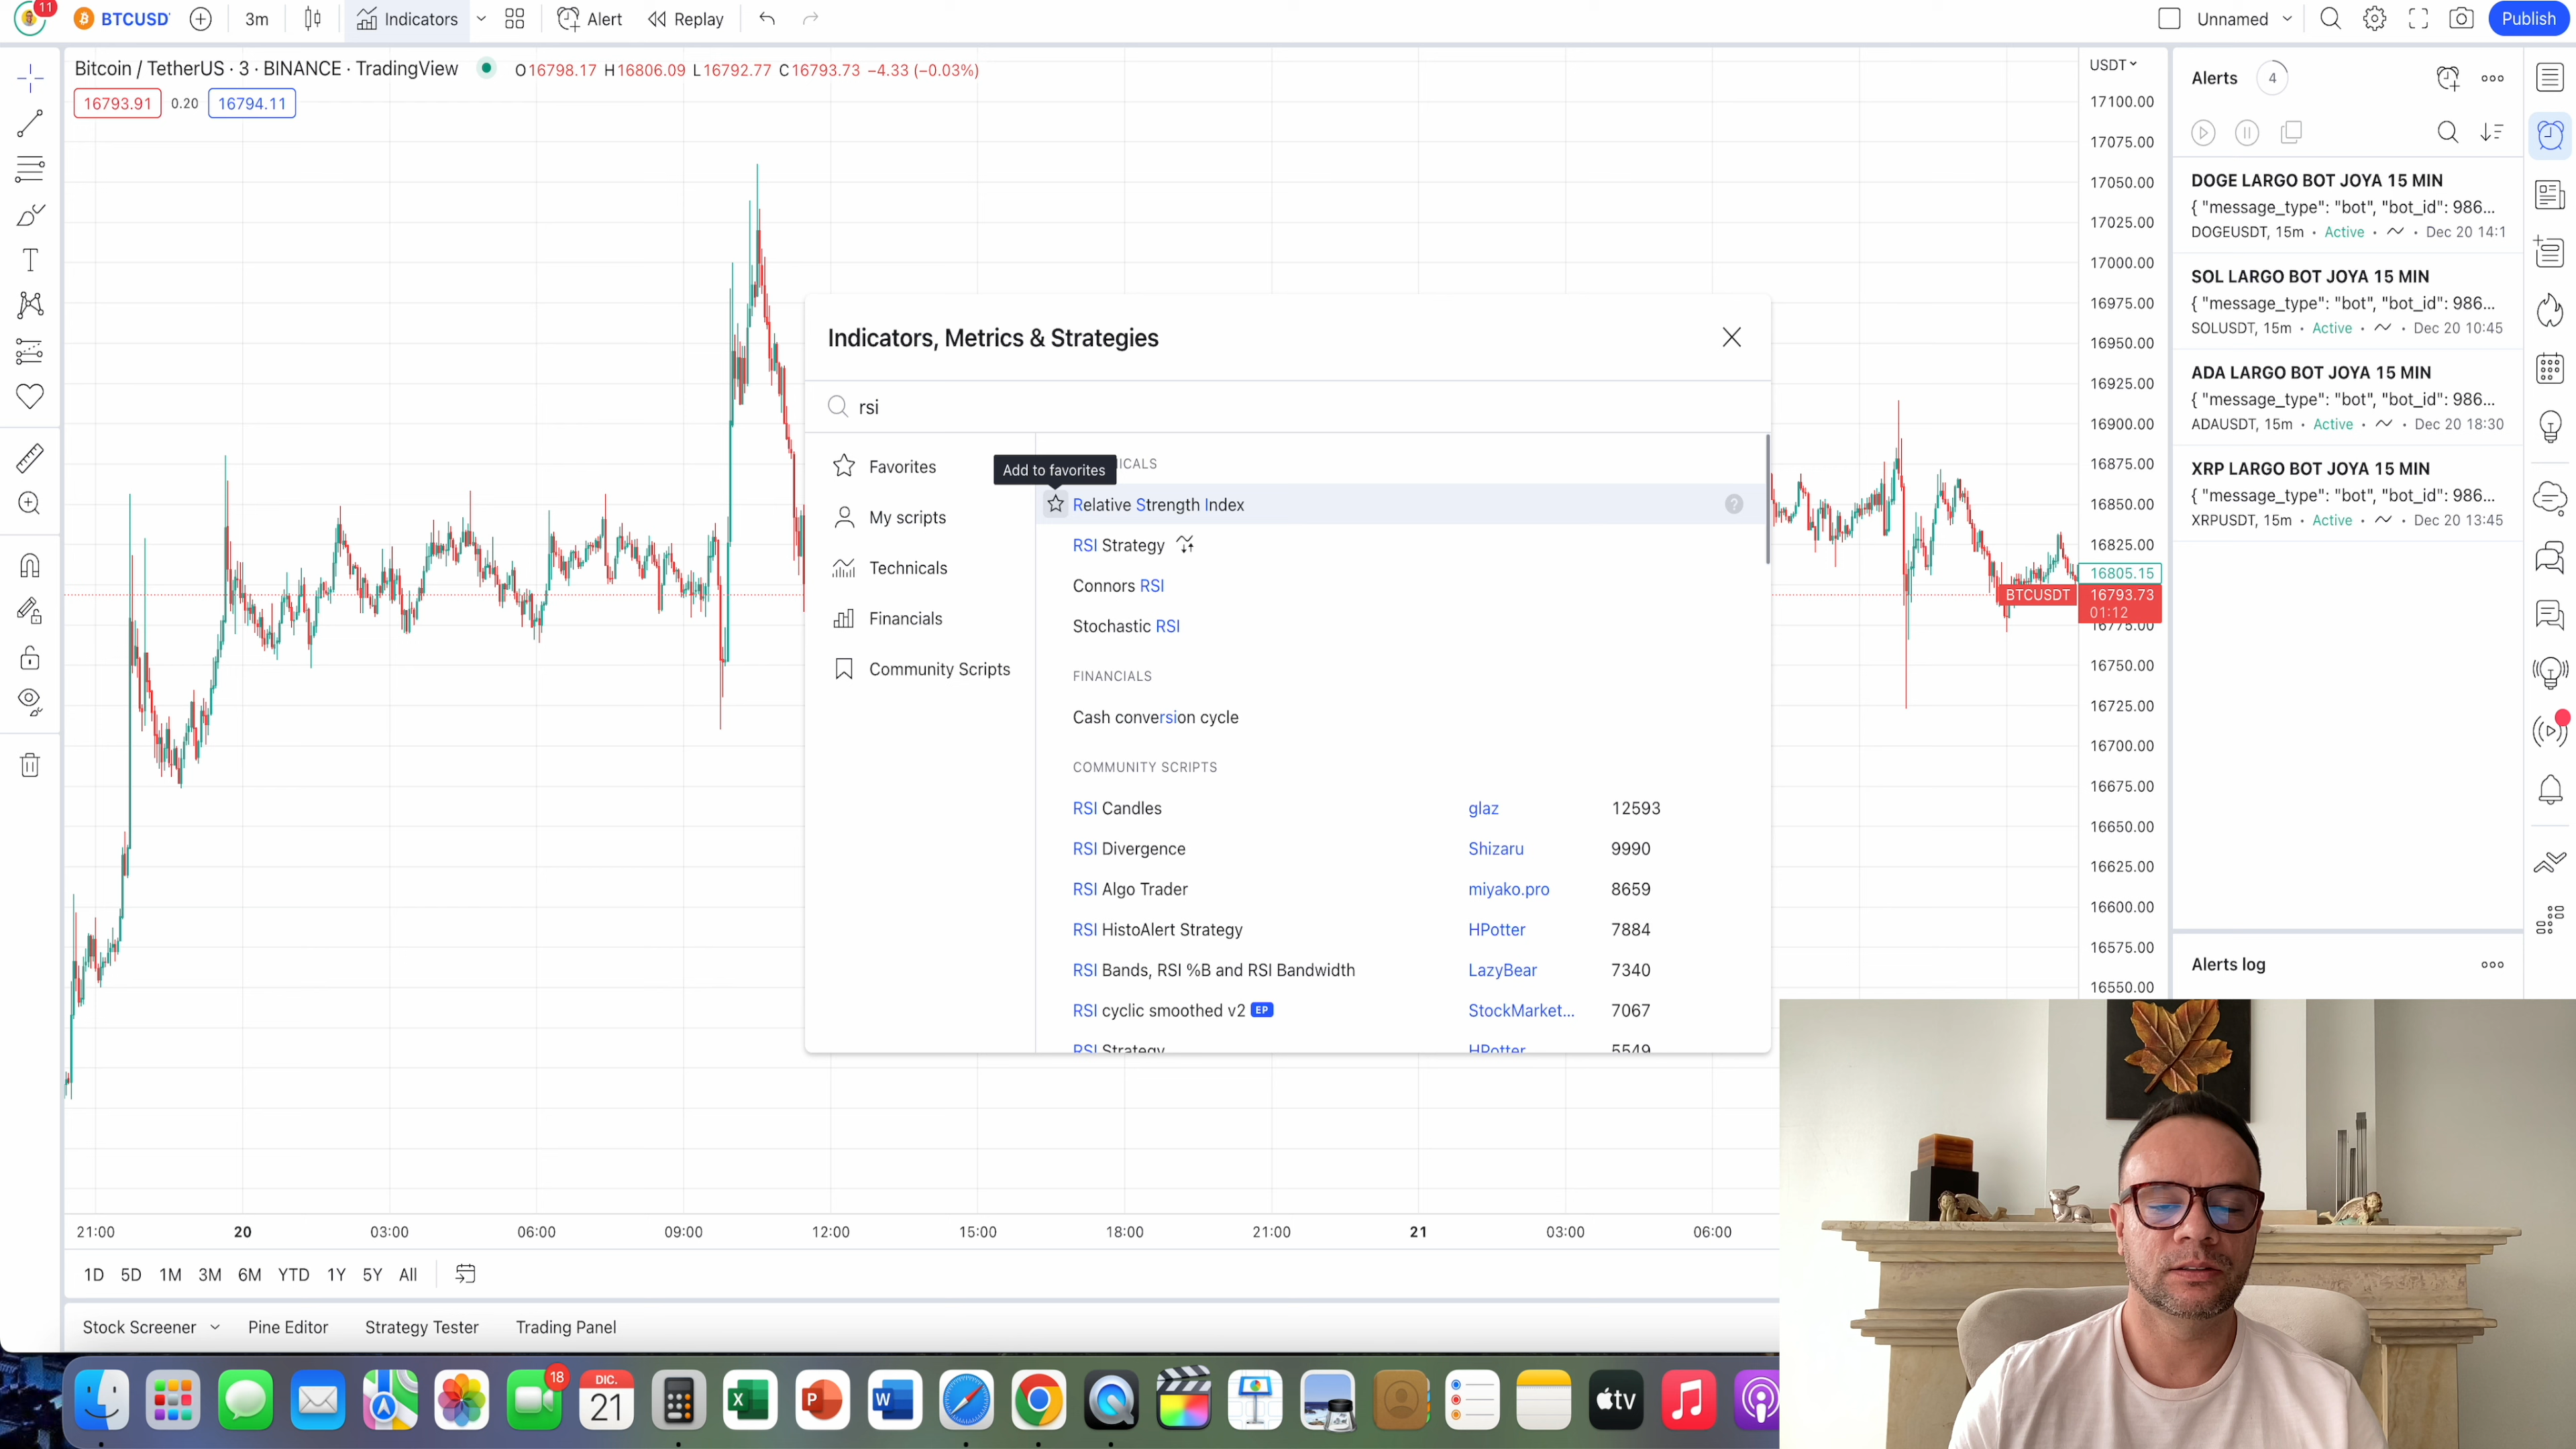 11
BTCUSD
3m
Indicators
Alert
Replay
Unnamed
Publish
Bitcoin / TetherUS · 3 · BINANCE · TradingView
O16798.17 H16806.09 L16792.77 C16793.73 −4.33 (−0.03%)
16793.91
0.20
16794.11
USDT
17100.00
17075.00
17050.00
17025.00
17000.00
16975.00
16950.00
16925.00
16900.00
16875.00
16850.00
16825.00
16805.15
BTCUSDT
16793.73
01:12
16775.00
16750.00
16725.00
16700.00
16675.00
16650.00
16625.00
16600.00
16575.00
16550.00
Indicators, Metrics & Strategies
rsi
Favorites
My scripts
Technicals
Financials
Community Scripts
Add to favorites
ICALS
Relative Strength Index
?
RSI Strategy
Connors RSI
Stochastic RSI
FINANCIALS
Cash conversion cycle
COMMUNITY SCRIPTS
RSI Candles glaz 12593
RSI Divergence Shizaru 9990
RSI Algo Trader miyako.pro 8659
RSI HistoAlert Strategy HPotter 7884
RSI Bands, RSI %B and RSI Bandwidth LazyBear 7340
RSI cyclic smoothed v2 EP StockMarket... 7067
RSI Strategy HPotter 5549
Alerts 4
DOGE LARGO BOT JOYA 15 MIN
{ "message_type": "bot", "bot_id": 986...
DOGEUSDT, 15m • Active • Dec 20 14:1
SOL LARGO BOT JOYA 15 MIN
{ "message_type": "bot", "bot_id": 986...
SOLUSDT, 15m • Active • Dec 20 10:45
ADA LARGO BOT JOYA 15 MIN
{ "message_type": "bot", "bot_id": 986...
ADAUSDT, 15m • Active • Dec 20 18:30
XRP LARGO BOT JOYA 15 MIN
{ "message_type": "bot", "bot_id": 986...
XRPUSDT, 15m • Active • Dec 20 13:45
Alerts log
21:00 20 03:00 06:00 09:00 12:00 15:00 18:00 21:00 21 03:00 06:00
1D 5D 1M 3M 6M YTD 1Y 5Y All
Stock Screener
Pine Editor
Strategy Tester
Trading Panel
18
DIC.
21
X
P
W
tv